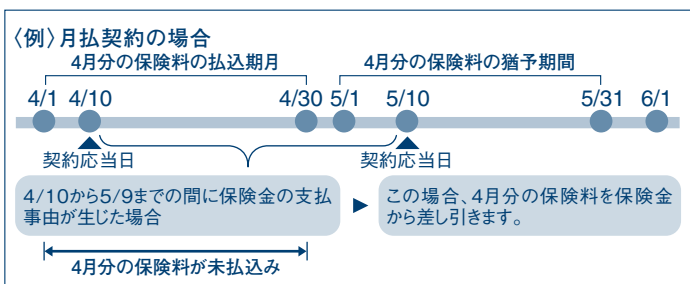 〈例〉月払契約の場合
4月分の保険料の払込期月
4月分の保険料の猶予期間
4/1 4/10 4/30 5/1 5/10 5/31 6/1
契約応当日
契約応当日
4/10から5/9までの間に保険金の支払
事由が生じた場合
この場合、4月分の保険料を保険金
から差し引きます。
4月分の保険料が未払込み